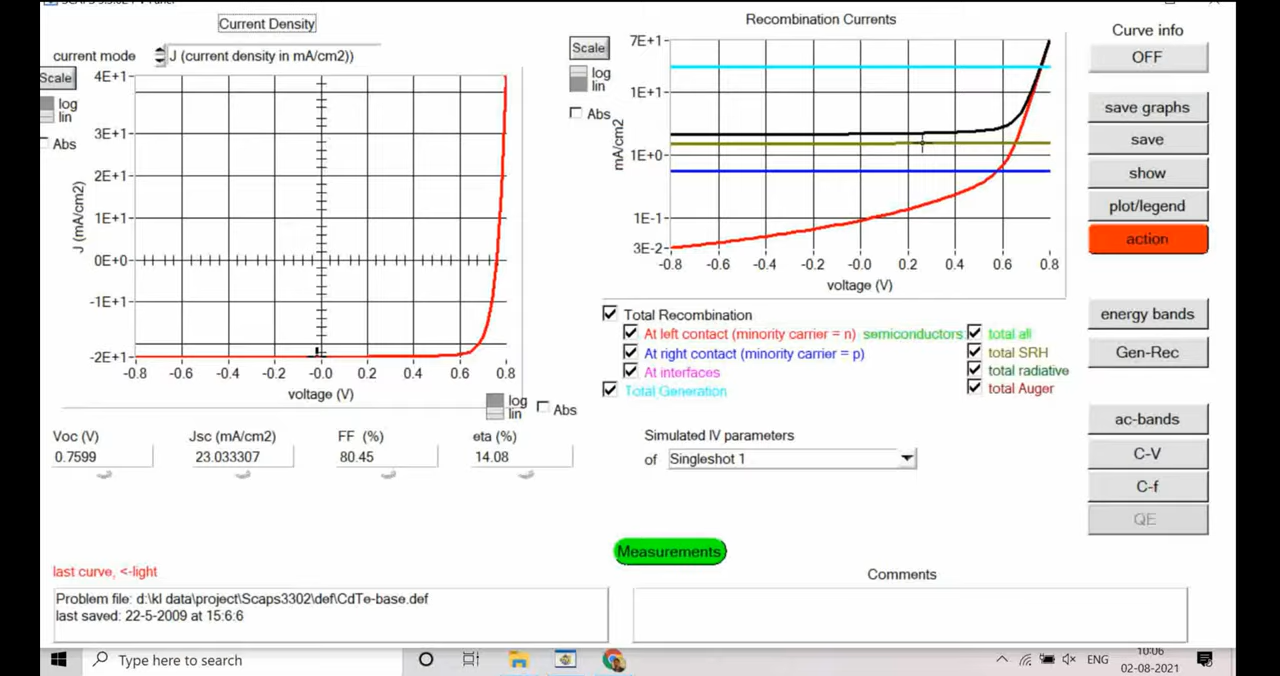 SCAPS 3.3.02 I-V Panel
Current Density
current mode J (current density in mA/cm2))
Scale
log
lin
Abs
J (mA/cm2)
4E+1
3E+1
2E+1
1E+1
0E+0
-1E+1
-2E+1
-0.8 -0.6 -0.4 -0.2 -0.0 0.2 0.4 0.6 0.8
voltage (V)
log
lin
Abs
Recombination Currents
Scale
log
lin
Abs
mA/cm2
7E+1
1E+1
1E+0
1E-1
3E-2
-0.8 -0.6 -0.4 -0.2 -0.0 0.2 0.4 0.6 0.8
voltage (V)
Total Recombination
At left contact (minority carrier = n) semiconductors total all
At right contact (minority carrier = p) total SRH
At interfaces total radiative
Total Generation total Auger
Voc (V) Jsc (mA/cm2) FF (%) eta (%)
0.7599 23.033307 80.45 14.08
Simulated IV parameters
of Singleshot 1
Measurements
last curve, <-light
Problem file: d:\kl data\project\Scaps3302\def\CdTe-base.def
last saved: 22-5-2009 at 15:6:6
Comments
Curve info
OFF
save graphs
save
show
plot/legend
action
energy bands
Gen-Rec
ac-bands
C-V
C-f
QE
Type here to search
ENG
10:06
02-08-2021